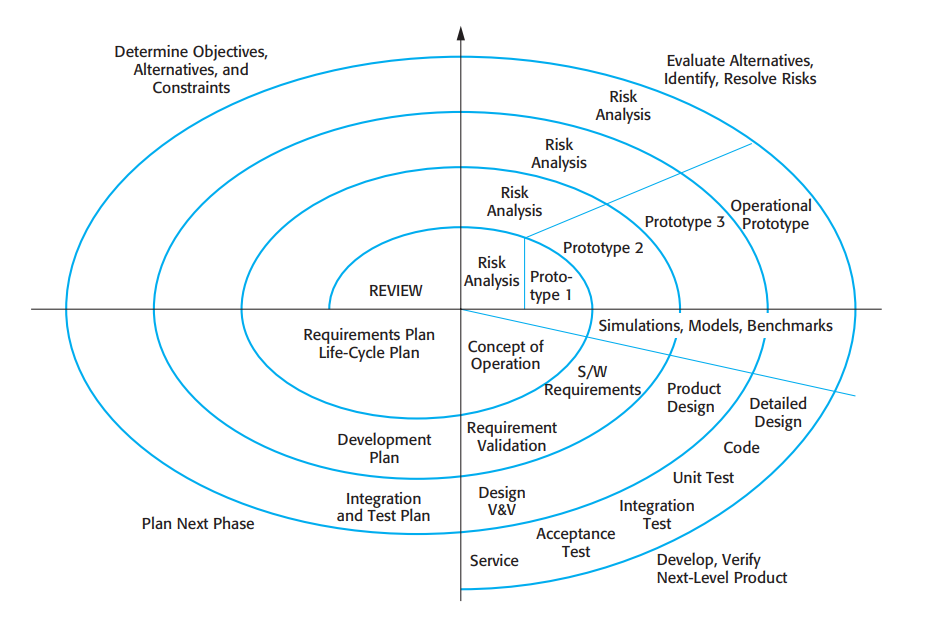 Determine Objectives,
Alternatives, and
Constraints
Evaluate Alternatives,
Identify, Resolve Risks
Risk
Analysis
Risk
Analysis
Risk
Analysis
Risk
Analysis
Proto-
type 1
Prototype 2
Prototype 3
Operational
Prototype
REVIEW
Requirements Plan
Life-Cycle Plan
Simulations, Models, Benchmarks
Concept of
Operation
S/W
Requirements
Product
Design
Detailed
Design
Development
Plan
Requirement
Validation
Code
Unit Test
Integration
and Test Plan
Design
V&V
Integration
Test
Plan Next Phase
Acceptance
Test
Service
Develop, Verify
Next-Level Product